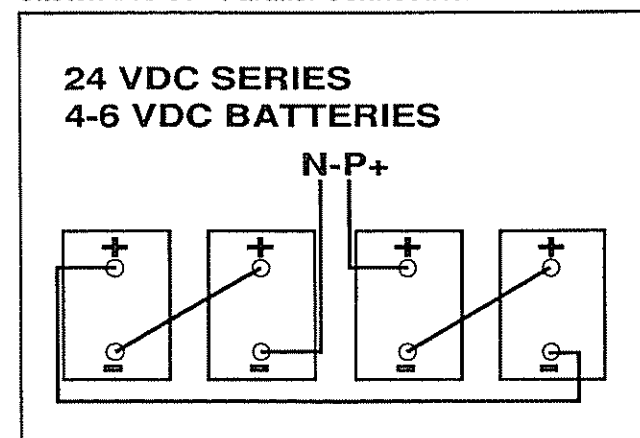 24 VDC SERIES
4-6 VDC BATTERIES
N-P+
+ + + +
- - - -